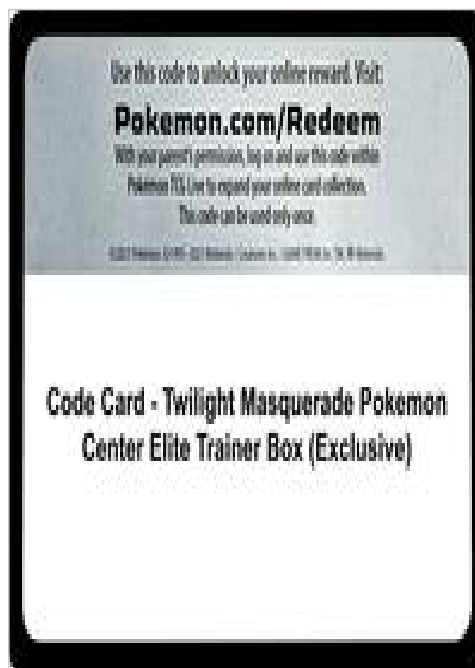 Use this code to unlock your online reward. Visit:
Pokemon.com/Redeem
With your parent's permission, log on and use this code within
Pokémon TCG Live to expand your online card collection.
This code can be used only once.
Code Card - Twilight Masquerade Pokemon
Center Elite Trainer Box (Exclusive)